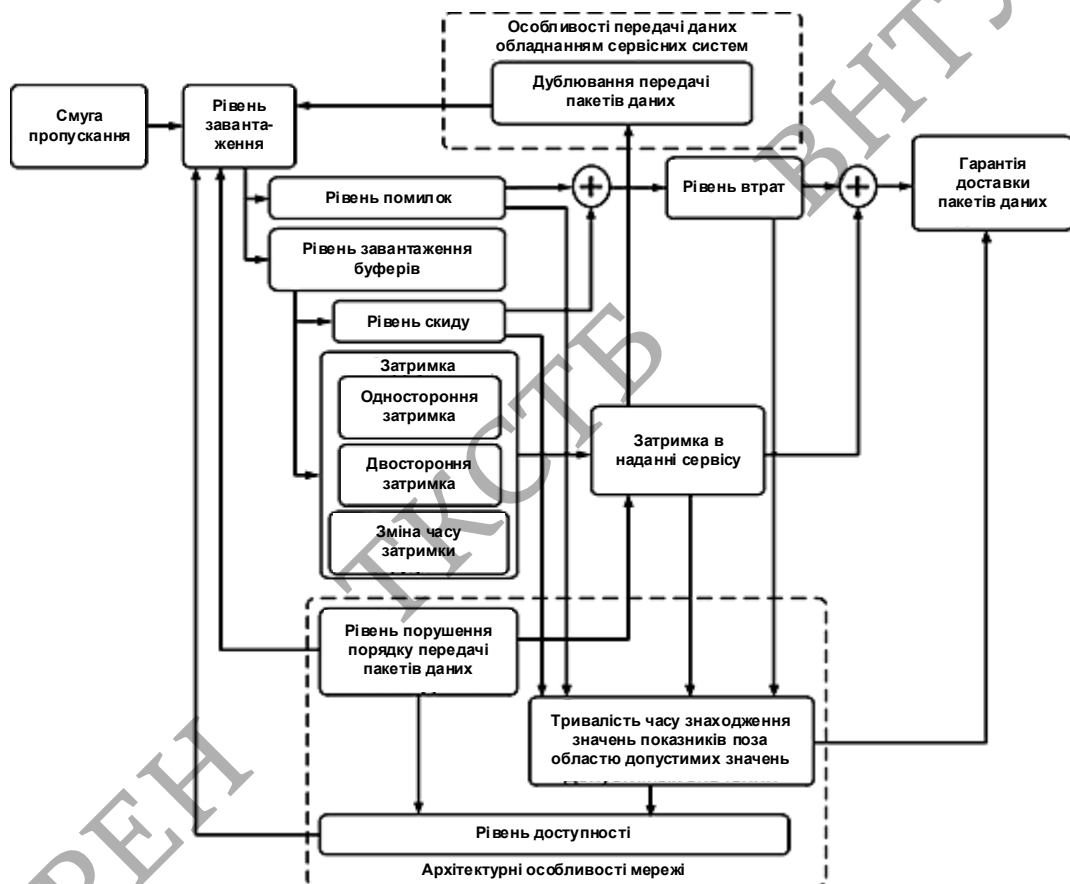 Особливості передачі даних
обладнанням сервісних систем
Дублювання передачі
пакетів даних
Смуга
пропускання
Рівень
заванта-
ження
Рівень помилок
Рівень втрат
Гарантія
доставки
пакетів даних
Рівень завантаження
буферів
Рівень скиду
Затримка
Одностороння
затримка
Двостороння
затримка
Зміна часу
затримки
Затримка в
наданні сервісу
Рівень порушення
порядку передачі
пакетів даних
Тривалість часу знаходження
значень показників поза
областю допустимих значень
Рівень доступності
Архітектурні особливості мережі
РЕН ТКСТБ ВНТУ